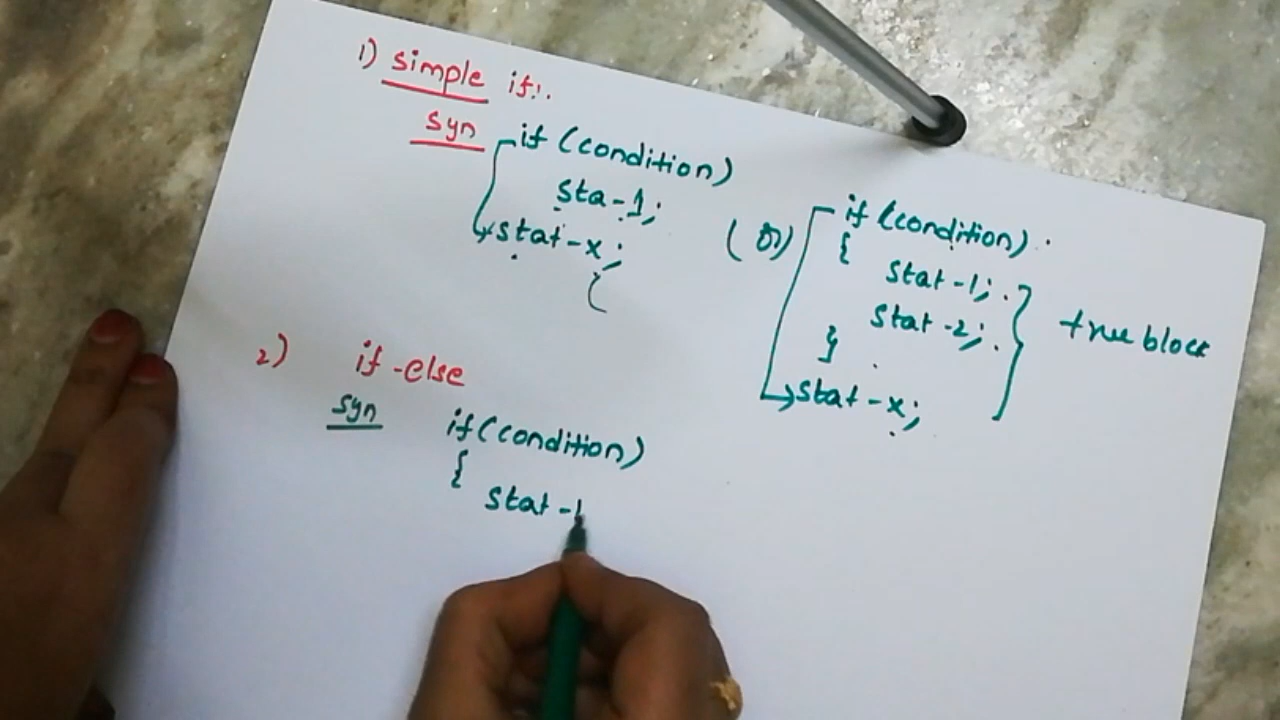 1) simple if:.
syn
if (condition)
sta-1;
stat-x;
(or)
if (condition).
{
stat-1;
stat-2;
}
stat-x;
} true block
2) if-else
syn
if (condition)
{
stat-1